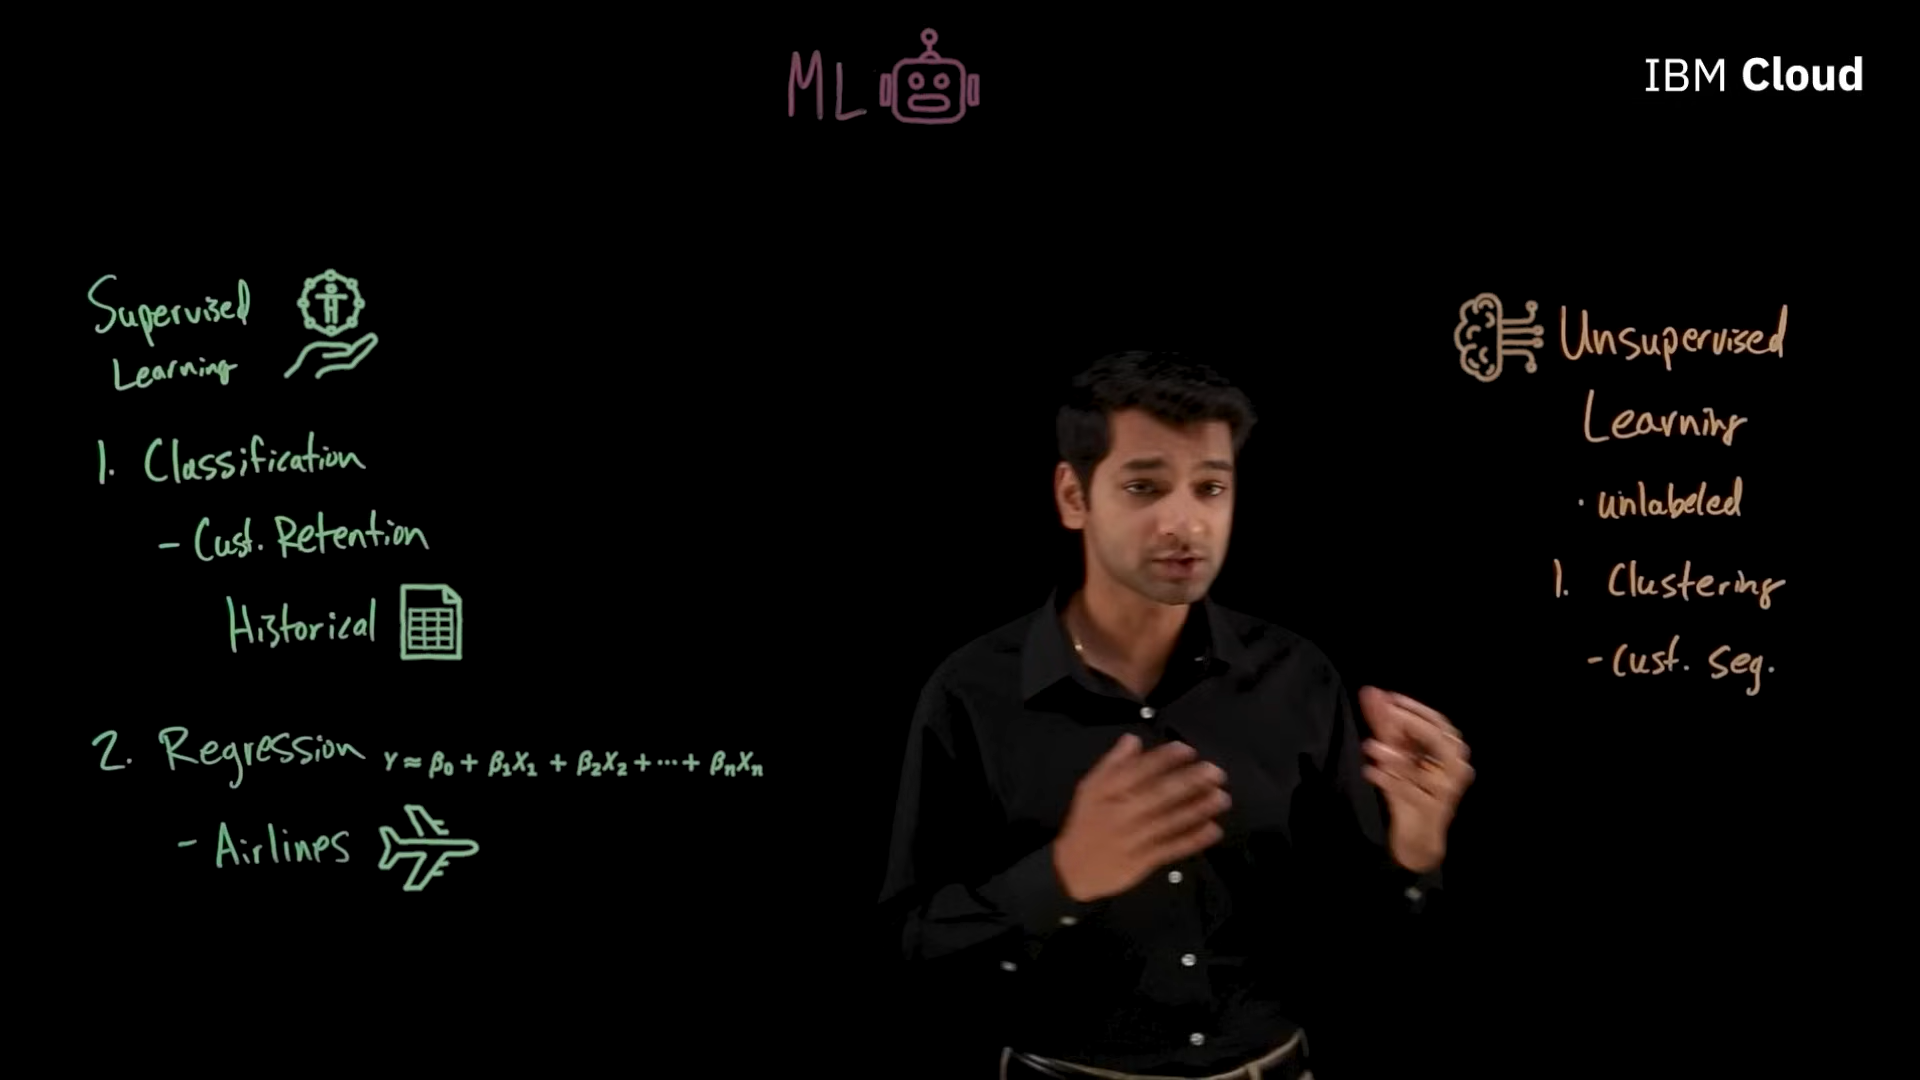 ML
IBM Cloud
Supervised
Learning
1. Classification
- Cust. Retention
Historical
2. Regression Y ≈ β₀ + β₁X₁ + β₂X₂ + ··· + βₙXₙ
- Airlines
Unsupervised
Learning
· unlabeled
1. Clustering
- Cust. Seg.